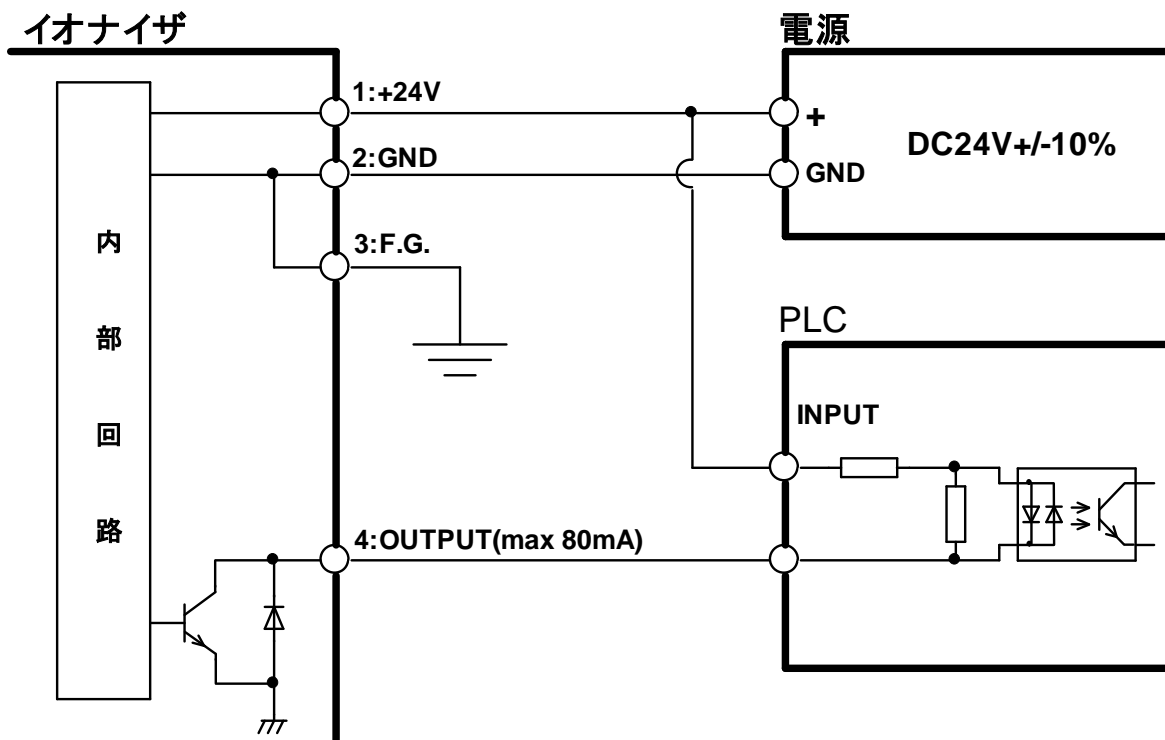 イオナイザ
電源
1:+24V
+
DC24V+/-10%
2:GND
GND
3:F.G.
内部回路
PLC
INPUT
4:OUTPUT(max 80mA)